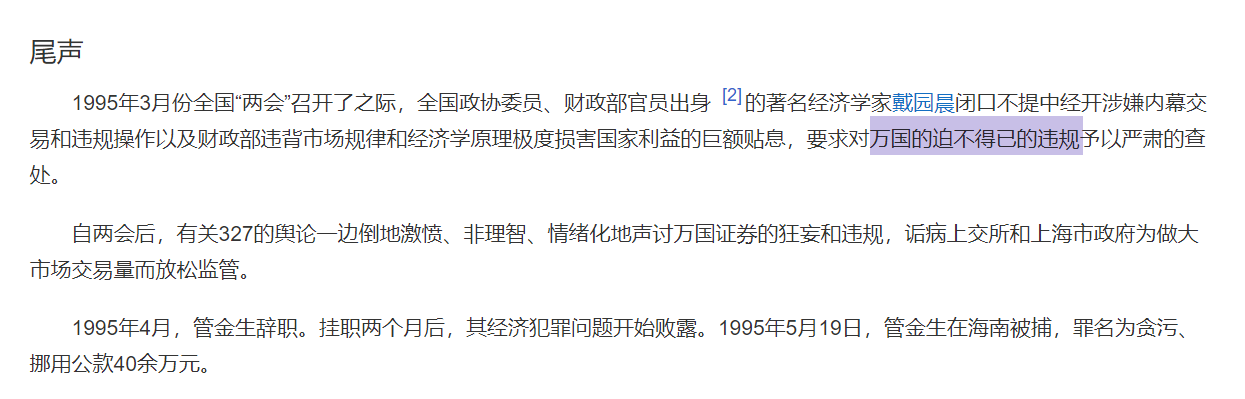 尾声
1995年3月份全国“两会”召开了之际，全国政协委员、财政部官员出身 [2] 的著名经济学家戴园晨闭口不提中经开涉嫌内幕交
易和违规操作以及财政部违背市场规律和经济学原理极度损害国家利益的巨额贴息，要求对万国的迫不得已的违规予以严肃的查
处。
自两会后，有关327的舆论一边倒地激愤、非理智、情绪化地声讨万国证券的狂妄和违规，诟病上交所和上海市政府为做大
市场交易量而放松监管。
1995年4月，管金生辞职。挂职两个月后，其经济犯罪问题开始败露。1995年5月19日，管金生在海南被捕，罪名为贪污、
挪用公款40余万元。